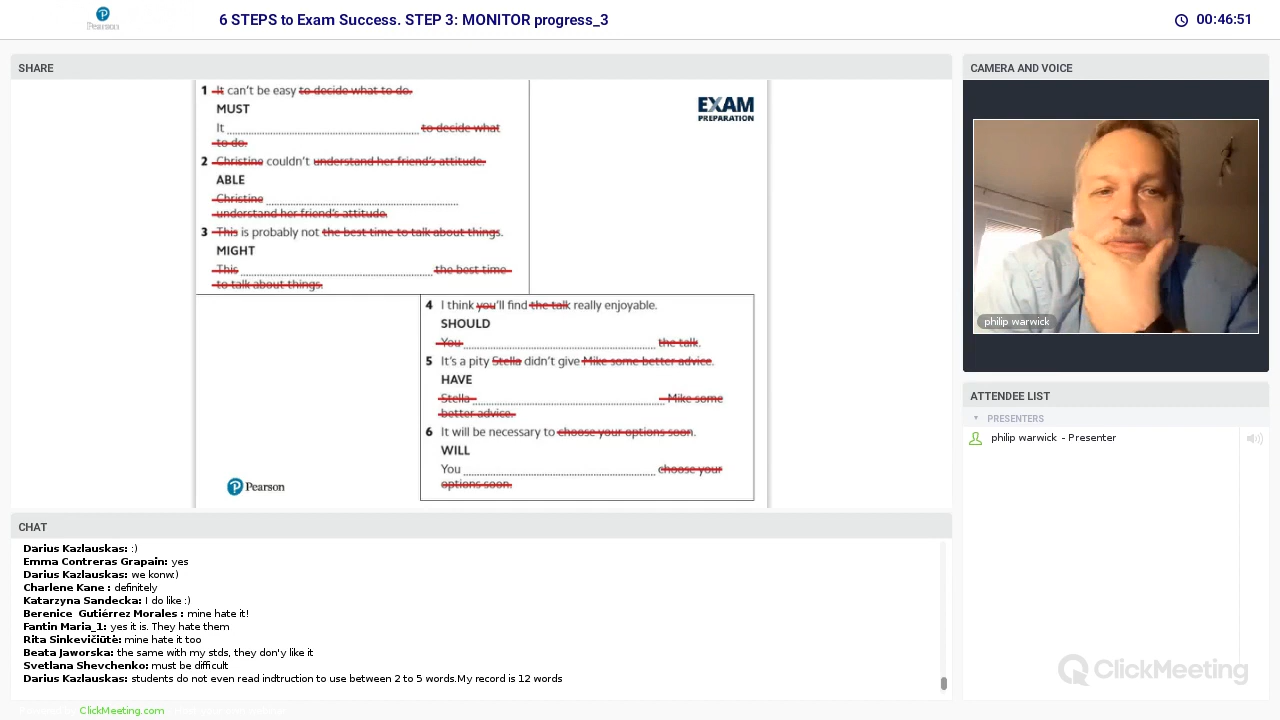 Pearson
6 STEPS to Exam Success. STEP 3: MONITOR progress_3
00:46:51
SHARE
1 It can't be easy to decide what to do.
MUST
It ........................ to decide what
to do.
2 Christine couldn't understand her friend's attitude.
ABLE
Christine ........................
understand her friend's attitude.
3 This is probably not the best time to talk about things.
MIGHT
This ........................ the best time
to talk about things.
EXAM
PREPARATION
4 I think you'll find the talk really enjoyable.
SHOULD
You ........................ the talk.
5 It's a pity Stella didn't give Mike some better advice.
HAVE
Stella ........................ Mike some
better advice.
6 It will be necessary to choose your options soon.
WILL
You ........................ choose your
options soon.
Pearson
CAMERA AND VOICE
philip warwick
ATTENDEE LIST
PRESENTERS
philip warwick - Presenter
CHAT
Darius Kazlauskas: :)
Emma Contreras Grapain: yes
Darius Kazlauskas: we konw:)
Charlene Kane : definitely
Katarzyna Sandecka: I do like :)
Berenice Gutiérrez Morales : mine hate it!
Fantin Maria_1: yes it is. They hate them
Rita Sinkevičiūtė: mine hate it too
Beata Jaworska: the same with my stds, they don'y like it
Svetlana Shevchenko: must be difficult
Darius Kazlauskas: students do not even read indtruction to use between 2 to 5 words.My record is 12 words
ClickMeeting
ClickMeeting.com